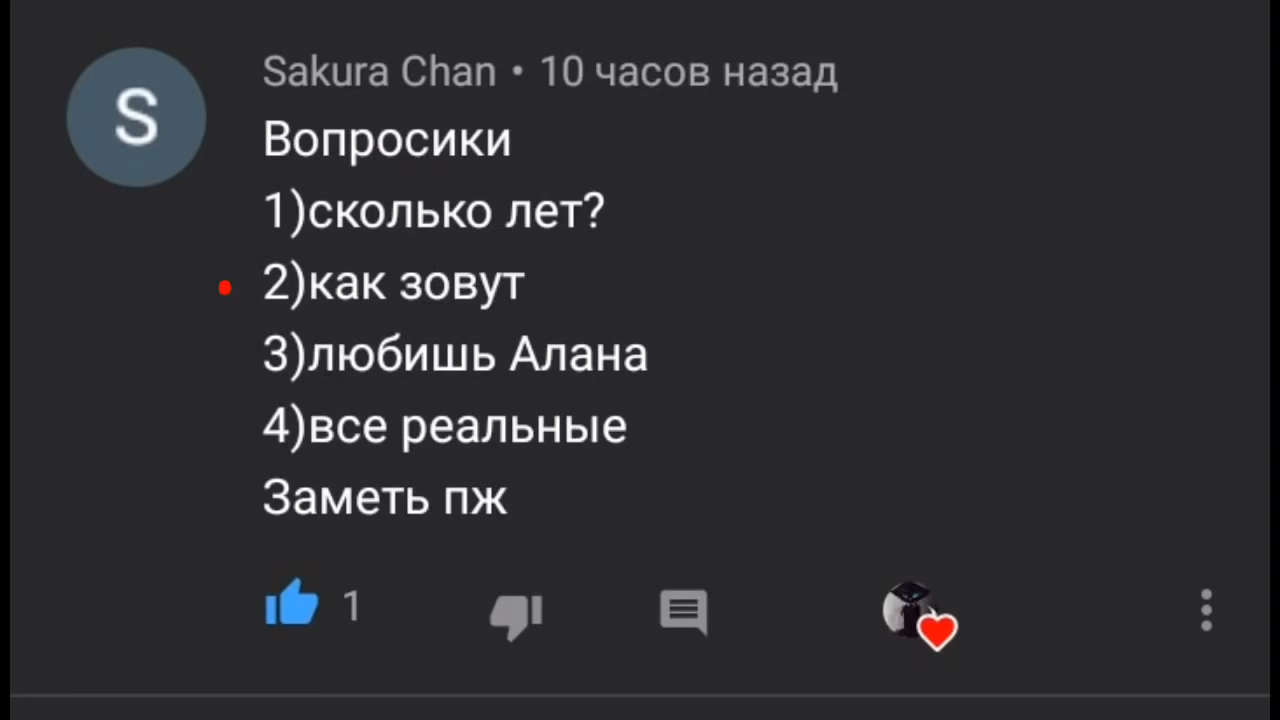 S
Sakura Chan • 10 часов назад
Вопросики
1)сколько лет?
2)как зовут
3)любишь Алана
4)все реальные
Заметь пж
1